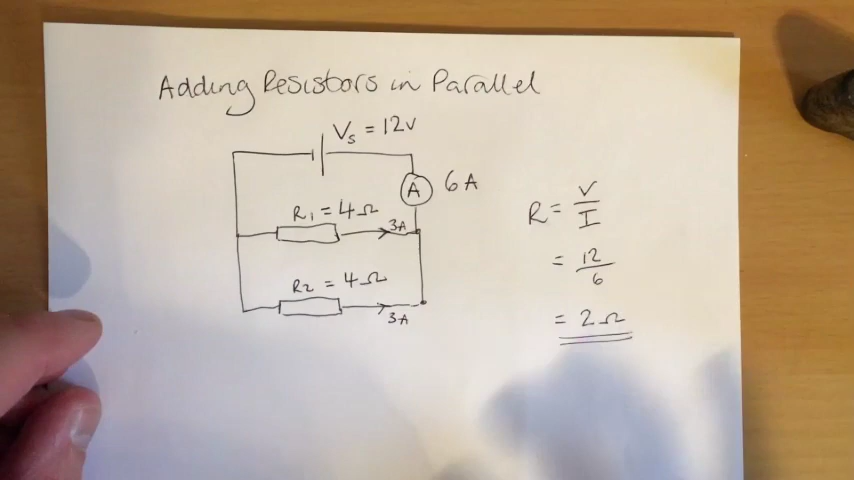 Adding Resistors in Parallel
Vs = 12v
A 6A
R1 = 4Ω
3A
R2 = 4Ω
3A
R = V/I
= 12/6
= 2Ω